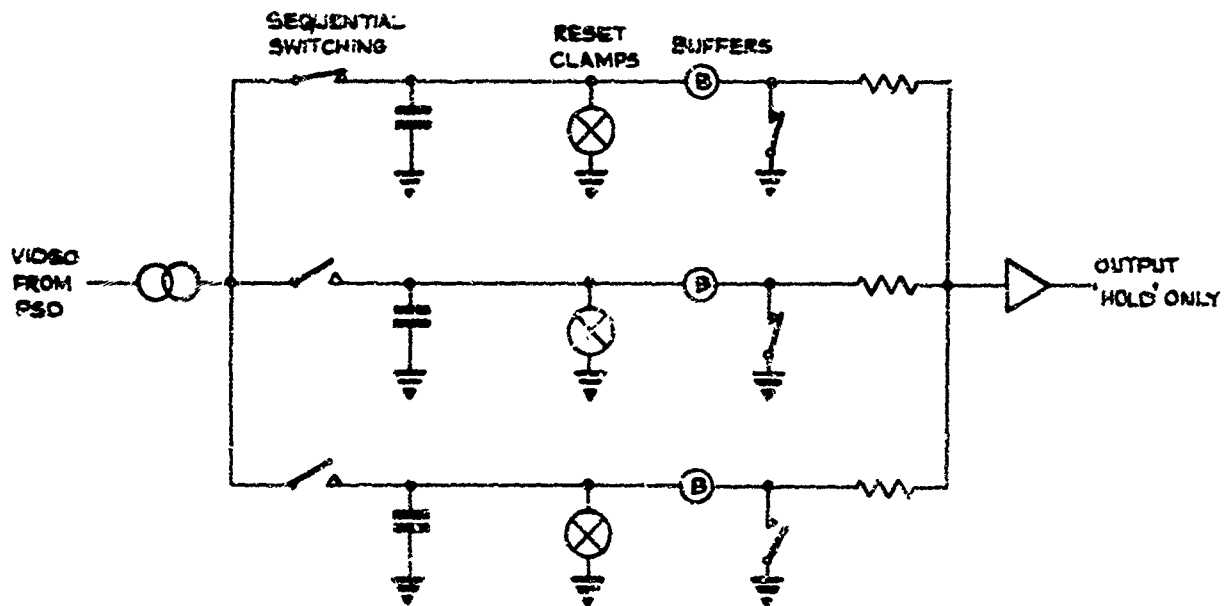 SEQUENTIAL
SWITCHING
RESET
CLAMPS
BUFFERS
B
VIDEO
FROM
PSD
B
OUTPUT
'HOLD' ONLY
B